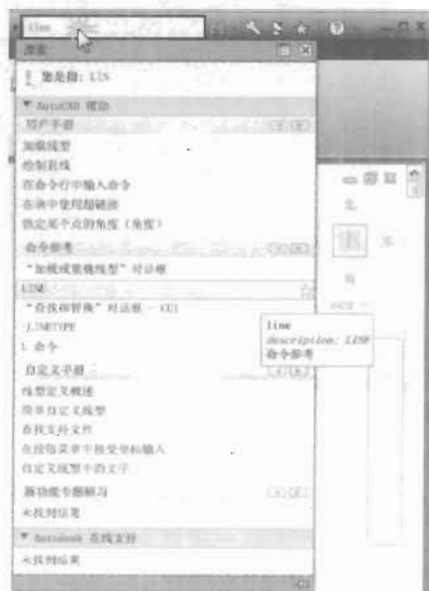 line
搜索
您是指: LINS
▼ AutoCAD 帮助
用户手册
加载线型
绘制直线
在命令行中输入命令
在块中使用超链接
锁定某个点的角度（角度）
命令参考
“加载或重载线型”对话框
LINE
“查找和替换”对话框 - CUI
-LINETYPE
L 命令
自定义手册
线型定义概述
简单自定义线型
查找支持文件
在按钮菜单中接受坐标输入
自定义线型中的文字
新功能专题研习
未找到结果
▼ Autodesk 在线支持
未找到结果
line
description: LINE
命令参考
北
东
南